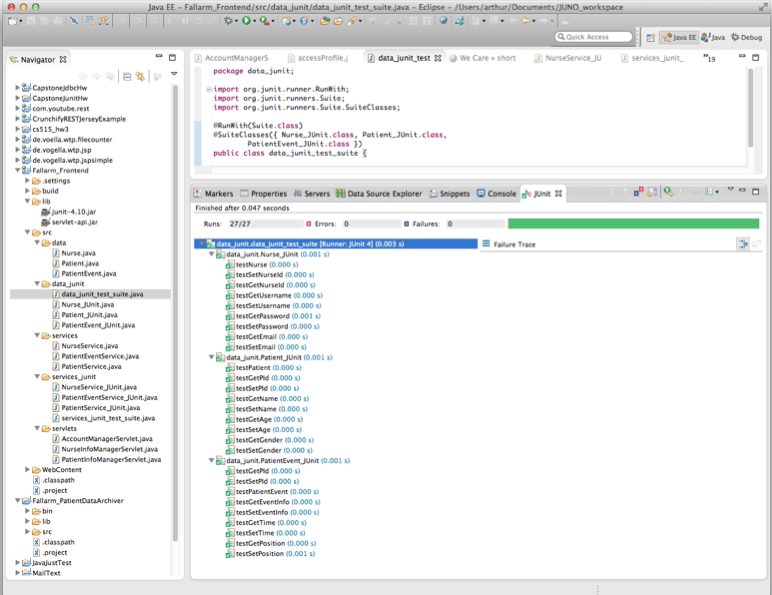 Java EE – Fallarm_Frontend/src/data_junit/data_junit_test_suite.java – Eclipse – /Users/arthur/Documents/JUNO_workspace
Quick Access
Java EE
Java
Debug
Navigator
CapstoneJdbcHw
CapstoneJunitHw
com.youtube.rest
CrunchifyRESTJerseyExample
cs515_hw3
de.voella.wtp.filecounter
de.vogella.wtp.jsp
de.vogella.wtp.jspsimple
Fallarm_Frontend
.settings
build
lib
junit-4.10.jar
servlet-api.jar
src
data
Nurse.java
Patient.java
PatientEvent.java
data_junit
data_junit_test_suite.java
Nurse_JUnit.java
Patient_JUnit.java
PatientEvent_JUnit.java
services
NurseService.java
PatientEventService.java
PatientService.java
services_junit
NurseService_JUnit.java
PatientEventService_JUnit.java
PatientService_JUnit.java
services_junit_test_suite.java
servlets
AccountManagerServlet.java
NurseInfoManagerServlet.java
PatientInfoManagerServlet.java
WebContent
.classpath
.project
Fallarm_PatientDataArchiver
bin
lib
src
.classpath
.project
JavaJustTest
MailText
AccountManagerS
accessProfile.j
data_junit_test
We Care » short
NurseService_JU
services_junit_
»19
package data_junit;
import org.junit.runner.RunWith;
import org.junit.runners.Suite;
import org.junit.runners.Suite.SuiteClasses;
@RunWith(Suite.class)
@SuiteClasses({ Nurse_JUnit.class, Patient_JUnit.class,
PatientEvent_JUnit.class })
public class data_junit_test_suite {
Markers
Properties
Servers
Data Source Explorer
Snippets
Console
JUnit
Finished after 0.047 seconds
Runs: 27/27
Errors: 0
Failures: 0
data_junit.data_junit_test_suite [Runner: JUnit 4] (0.003 s)
Failure Trace
data_junit.Nurse_JUnit (0.001 s)
testNurse (0.000 s)
testSetNurseId (0.000 s)
testGetNurseId (0.000 s)
testGetUsername (0.000 s)
testSetUsername (0.000 s)
testGetPassword (0.001 s)
testSetPassword (0.000 s)
testGetEmail (0.000 s)
testSetEmail (0.000 s)
data_junit.Patient_JUnit (0.001 s)
testPatient (0.000 s)
testGetPId (0.000 s)
testSetPId (0.000 s)
testGetName (0.000 s)
testSetName (0.000 s)
testGetAge (0.000 s)
testSetAge (0.000 s)
testGetGender (0.000 s)
testSetGender (0.000 s)
data_junit.PatientEvent_JUnit (0.001 s)
testGetPId (0.000 s)
testSetPId (0.000 s)
testPatientEvent (0.000 s)
testGetEventInfo (0.000 s)
testSetEventInfo (0.000 s)
testGetTime (0.000 s)
testSetTime (0.000 s)
testGetPosition (0.000 s)
testSetPosition (0.001 s)